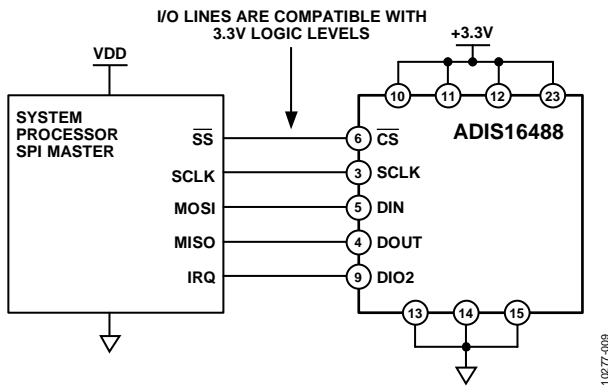 I/O LINES ARE COMPATIBLE WITH
3.3V LOGIC LEVELS
VDD
+3.3V
10
11
12
23
SYSTEM
PROCESSOR
SPI MASTER
ADIS16488
SS
6
CS
SCLK
3
SCLK
MOSI
5
DIN
MISO
4
DOUT
IRQ
9
DIO2
13
14
15
10277-009